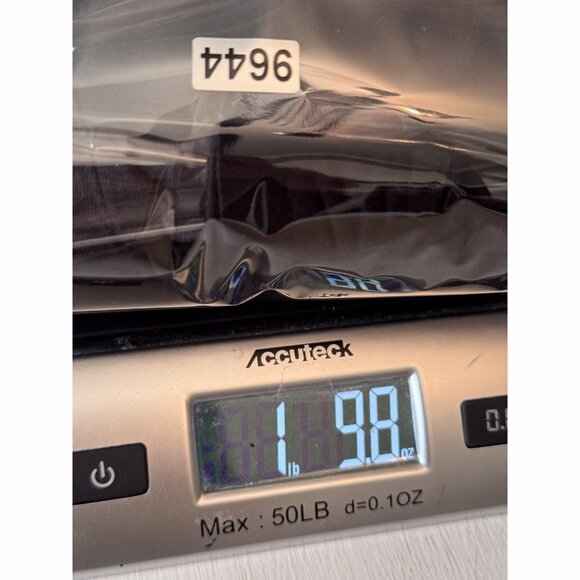 9644
Accuteck
1 lb 9.8 oz
Max : 50LB d=0.1OZ